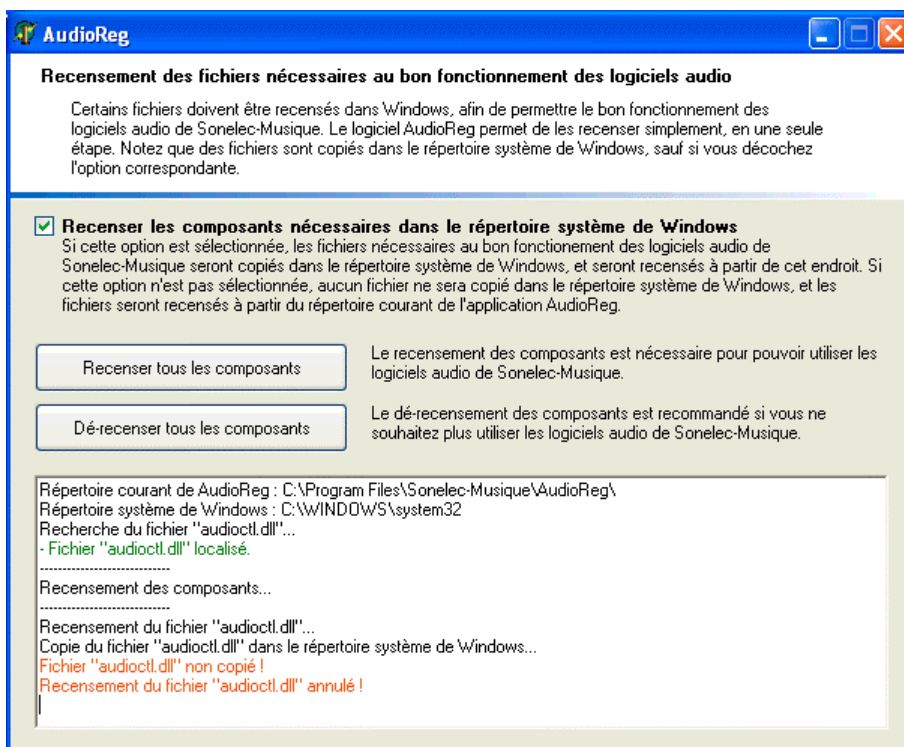 AudioReg
Recensement des fichiers nécessaires au bon fonctionnement des logiciels audio
Certains fichiers doivent être recensés dans Windows, afin de permettre le bon fonctionnement des
logiciels audio de Sonelec-Musique. Le logiciel AudioReg permet de les recenser simplement, en une seule
étape. Notez que des fichiers sont copiés dans le répertoire système de Windows, sauf si vous décochez
l'option correspondante.
Recenser les composants nécessaires dans le répertoire système de Windows
Si cette option est sélectionnée, les fichiers nécessaires au bon fonctionement des logiciels audio de
Sonelec-Musique seront copiés dans le répertoire système de Windows, et seront recensés à partir de cet endroit. Si
cette option n'est pas sélectionnée, aucun fichier ne sera copié dans le répertoire système de Windows, et les
fichiers seront recensés à partir du répertoire courant de l'application AudioReg.
Recenser tous les composants
Le recensement des composants est nécessaire pour pouvoir utiliser les
logiciels audio de Sonelec-Musique.
Dé-recenser tous les composants
Le dé-recensement des composants est recommandé si vous ne
souhaitez plus utiliser les logiciels audio de Sonelec-Musique.
Répertoire courant de AudioReg : C:\Program Files\Sonelec-Musique\AudioReg\
Répertoire système de Windows : C:\WINDOWS\system32
Recherche du fichier "audioctl.dll"...
- Fichier "audioctl.dll" localisé.
----------------------------
Recensement des composants...
----------------------------
Recensement du fichier "audioctl.dll"...
Copie du fichier "audioctl.dll" dans le répertoire système de Windows...
Fichier "audioctl.dll" non copié !
Recensement du fichier "audioctl.dll" annulé !